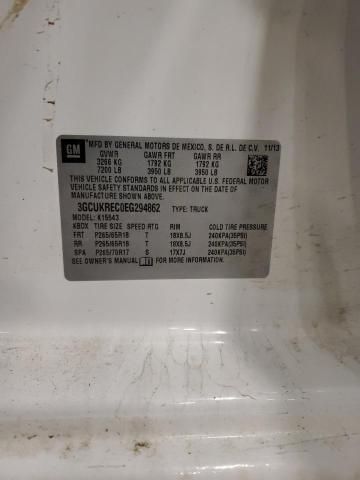 GM
MFD BY GENERAL MOTORS DE MEXICO, S. DE R.L. DE C.V. 11/13
GVWR GAWR FRT GAWR RR
3266 KG 1792 KG 1792 KG
7200 LB 3950 LB 3950 LB
THIS VEHICLE CONFORMS TO ALL APPLICABLE U.S. FEDERAL MOTOR
VEHICLE SAFETY STANDARDS IN EFFECT ON THE DATE OF
MANUFACTURE SHOWN ABOVE.
3GCUKREC0EG294862 TYPE: TRUCK
MODEL: K15543
KBDX TIRE SIZE SPEED RTG RIM COLD TIRE PRESSURE
FRT P265/65R18 T 18X8.5J 240KPA(35PSI)
RR P265/65R18 T 18X8.5J 240KPA(35PSI)
SPA P265/70R17 S 17X7J 240KPA(35PSI)
SEE OWNER'S MANUAL FOR MORE INFORMATION.